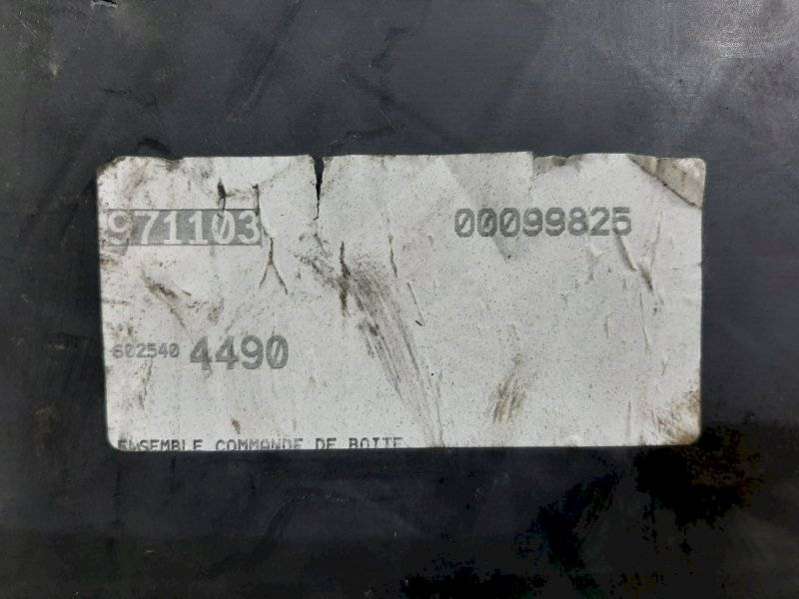 971103 00099825
602540 4490
ENSEMBLE COMMANDE DE BOITE